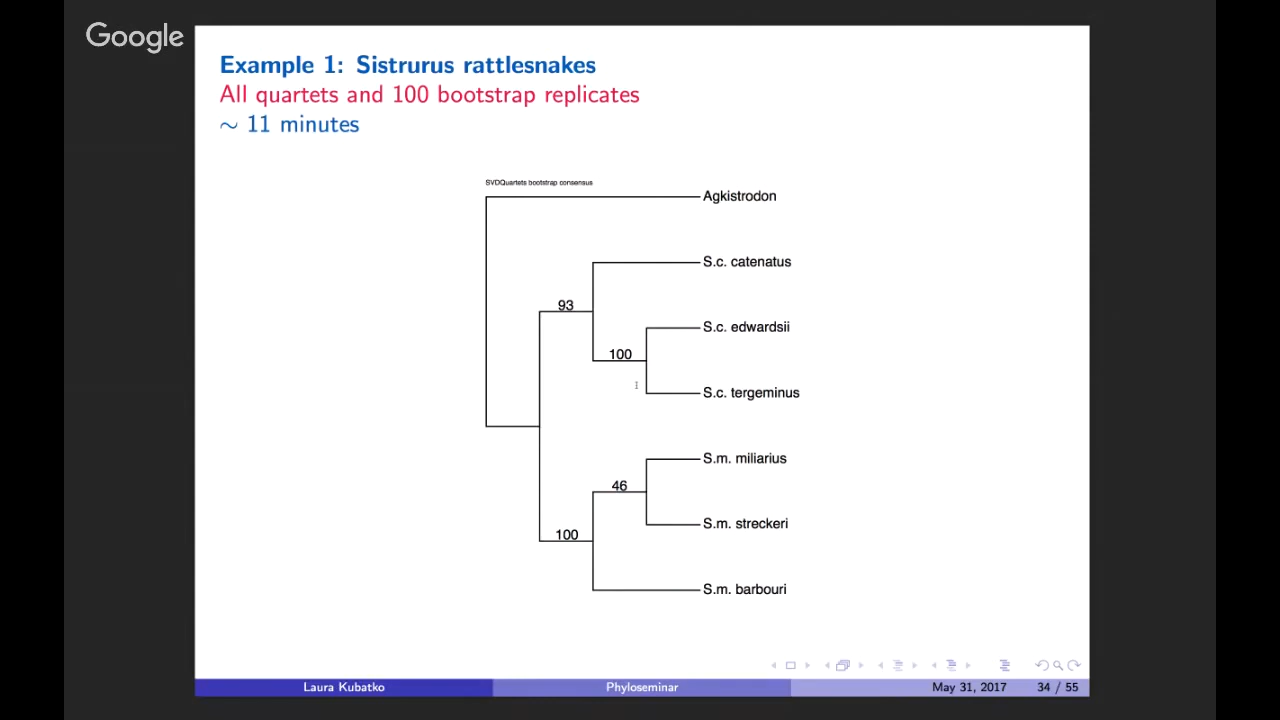 Google
Example 1: Sistrurus rattlesnakes
All quartets and 100 bootstrap replicates
~ 11 minutes
SVDQuartets bootstrap consensus
Agkistrodon
S.c. catenatus
93
S.c. edwardsii
100
S.c. tergeminus
S.m. miliarius
46
S.m. streckeri
100
S.m. barbouri
Laura Kubatko Phyloseminar May 31, 2017 34 / 55